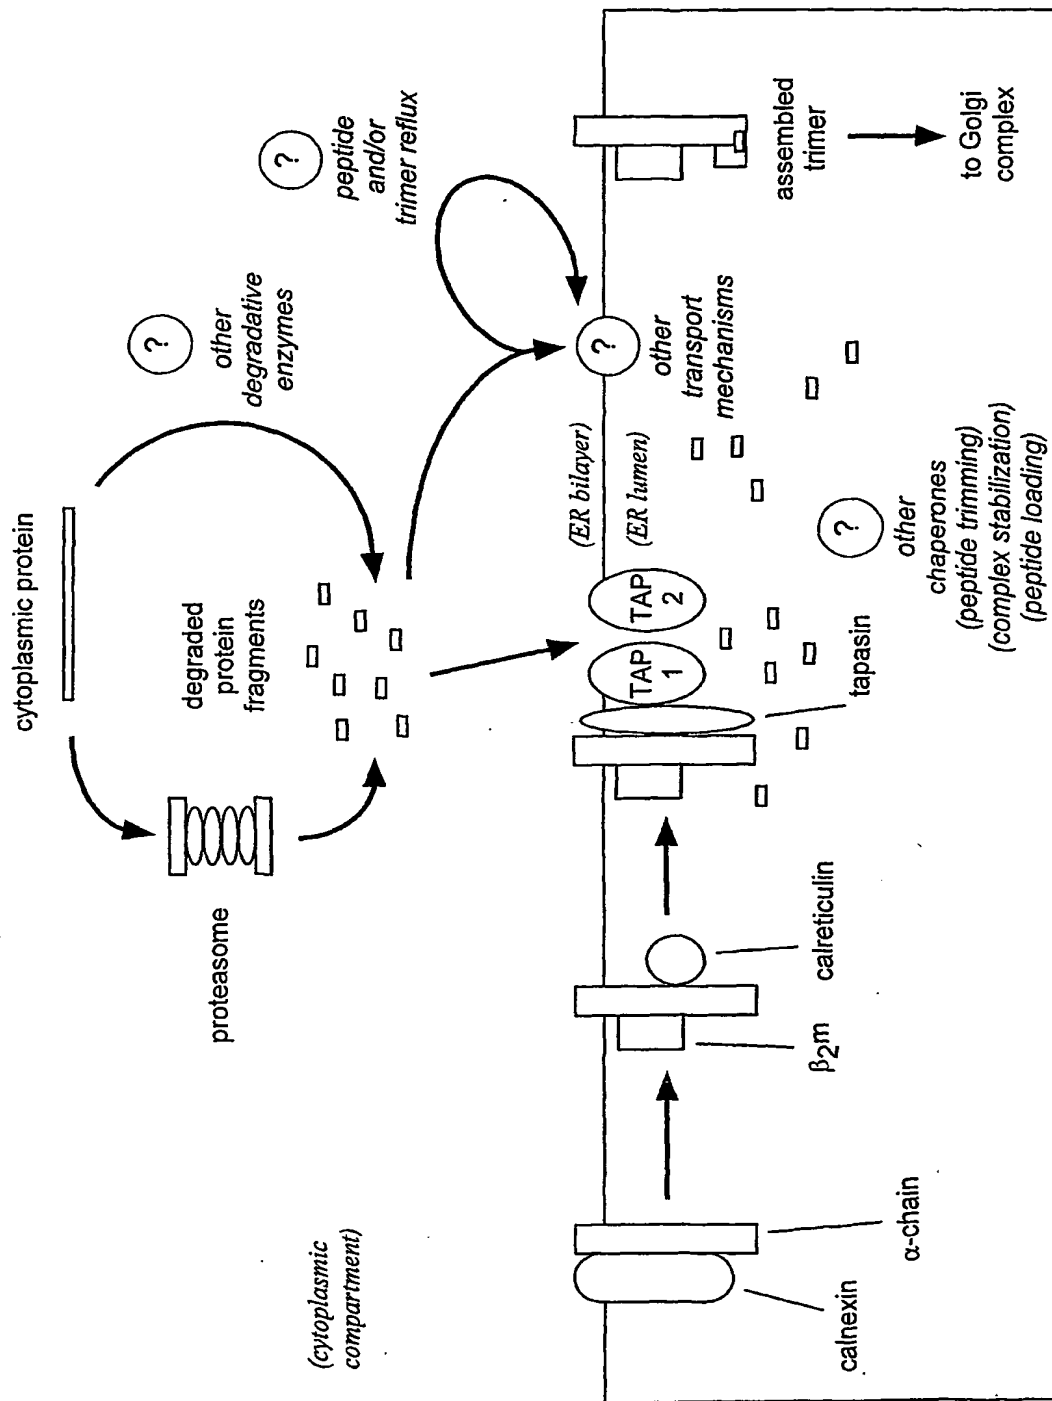 cytoplasmic protein
proteasome
degraded
protein
fragments
?
other
degradative
enzymes
?
peptide
and/or
trimer reflux
(cytoplasmic
compartment)
(ER bilayer)
(ER lumen)
?
other
transport
mechanisms
TAP
1
TAP
2
calnexin
α-chain
β2m
calreticulin
tapasin
?
other
chaperones
(peptide trimming)
(complex stabilization)
(peptide loading)
assembled
trimer
to Golgi
complex